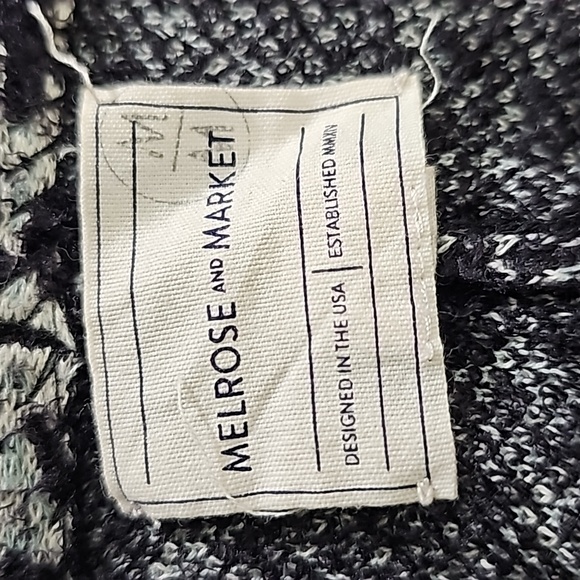 M
M
MELROSE AND MARKET
DESIGNED IN THE USA | ESTABLISHED MMXIV